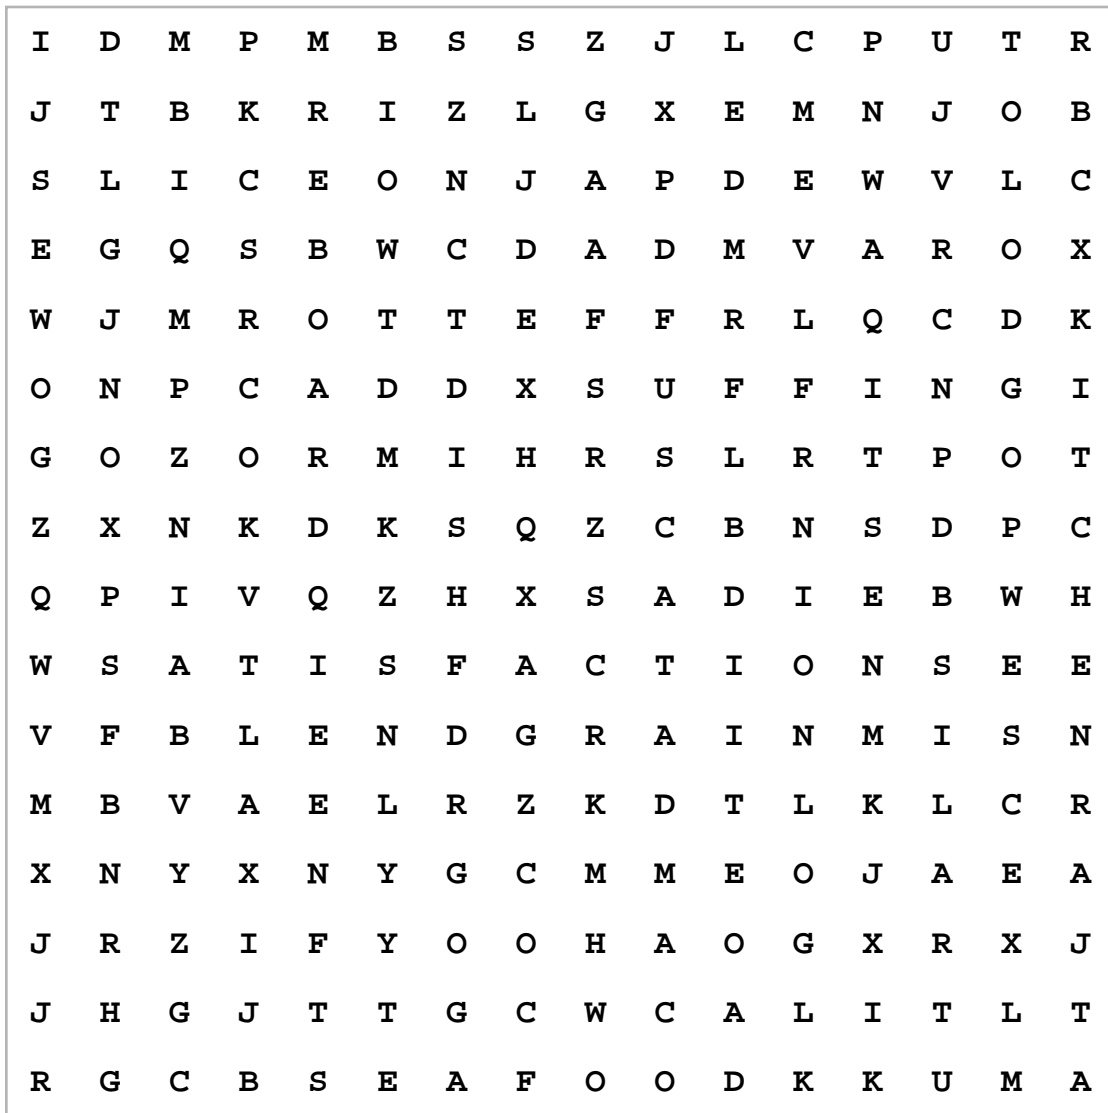 I D M P M B S S Z J L C P U T R
J T B K R I Z L G X E M N J O B
S L I C E O N J A P D E W V L C
E G Q S B W C D A D M V A R O X
W J M R O T T E F F R L Q C D K
O N P C A D D X S U F F I N G I
G O Z O R M I H R S L R T P O T
Z X N K D K S Q Z C B N S D P C
Q P I V Q Z H X S A D I E B W H
W S A T I S F A C T I O N S E E
V F B L E N D G R A I N M I S N
M B V A E L R Z K D T L K L C R
X N Y X N Y G C M M E O J A E A
J R Z I F Y O O H A O G X R X J
J H G J T T G C W C A L I T L T
R G C B S E A F O O D K K U M A